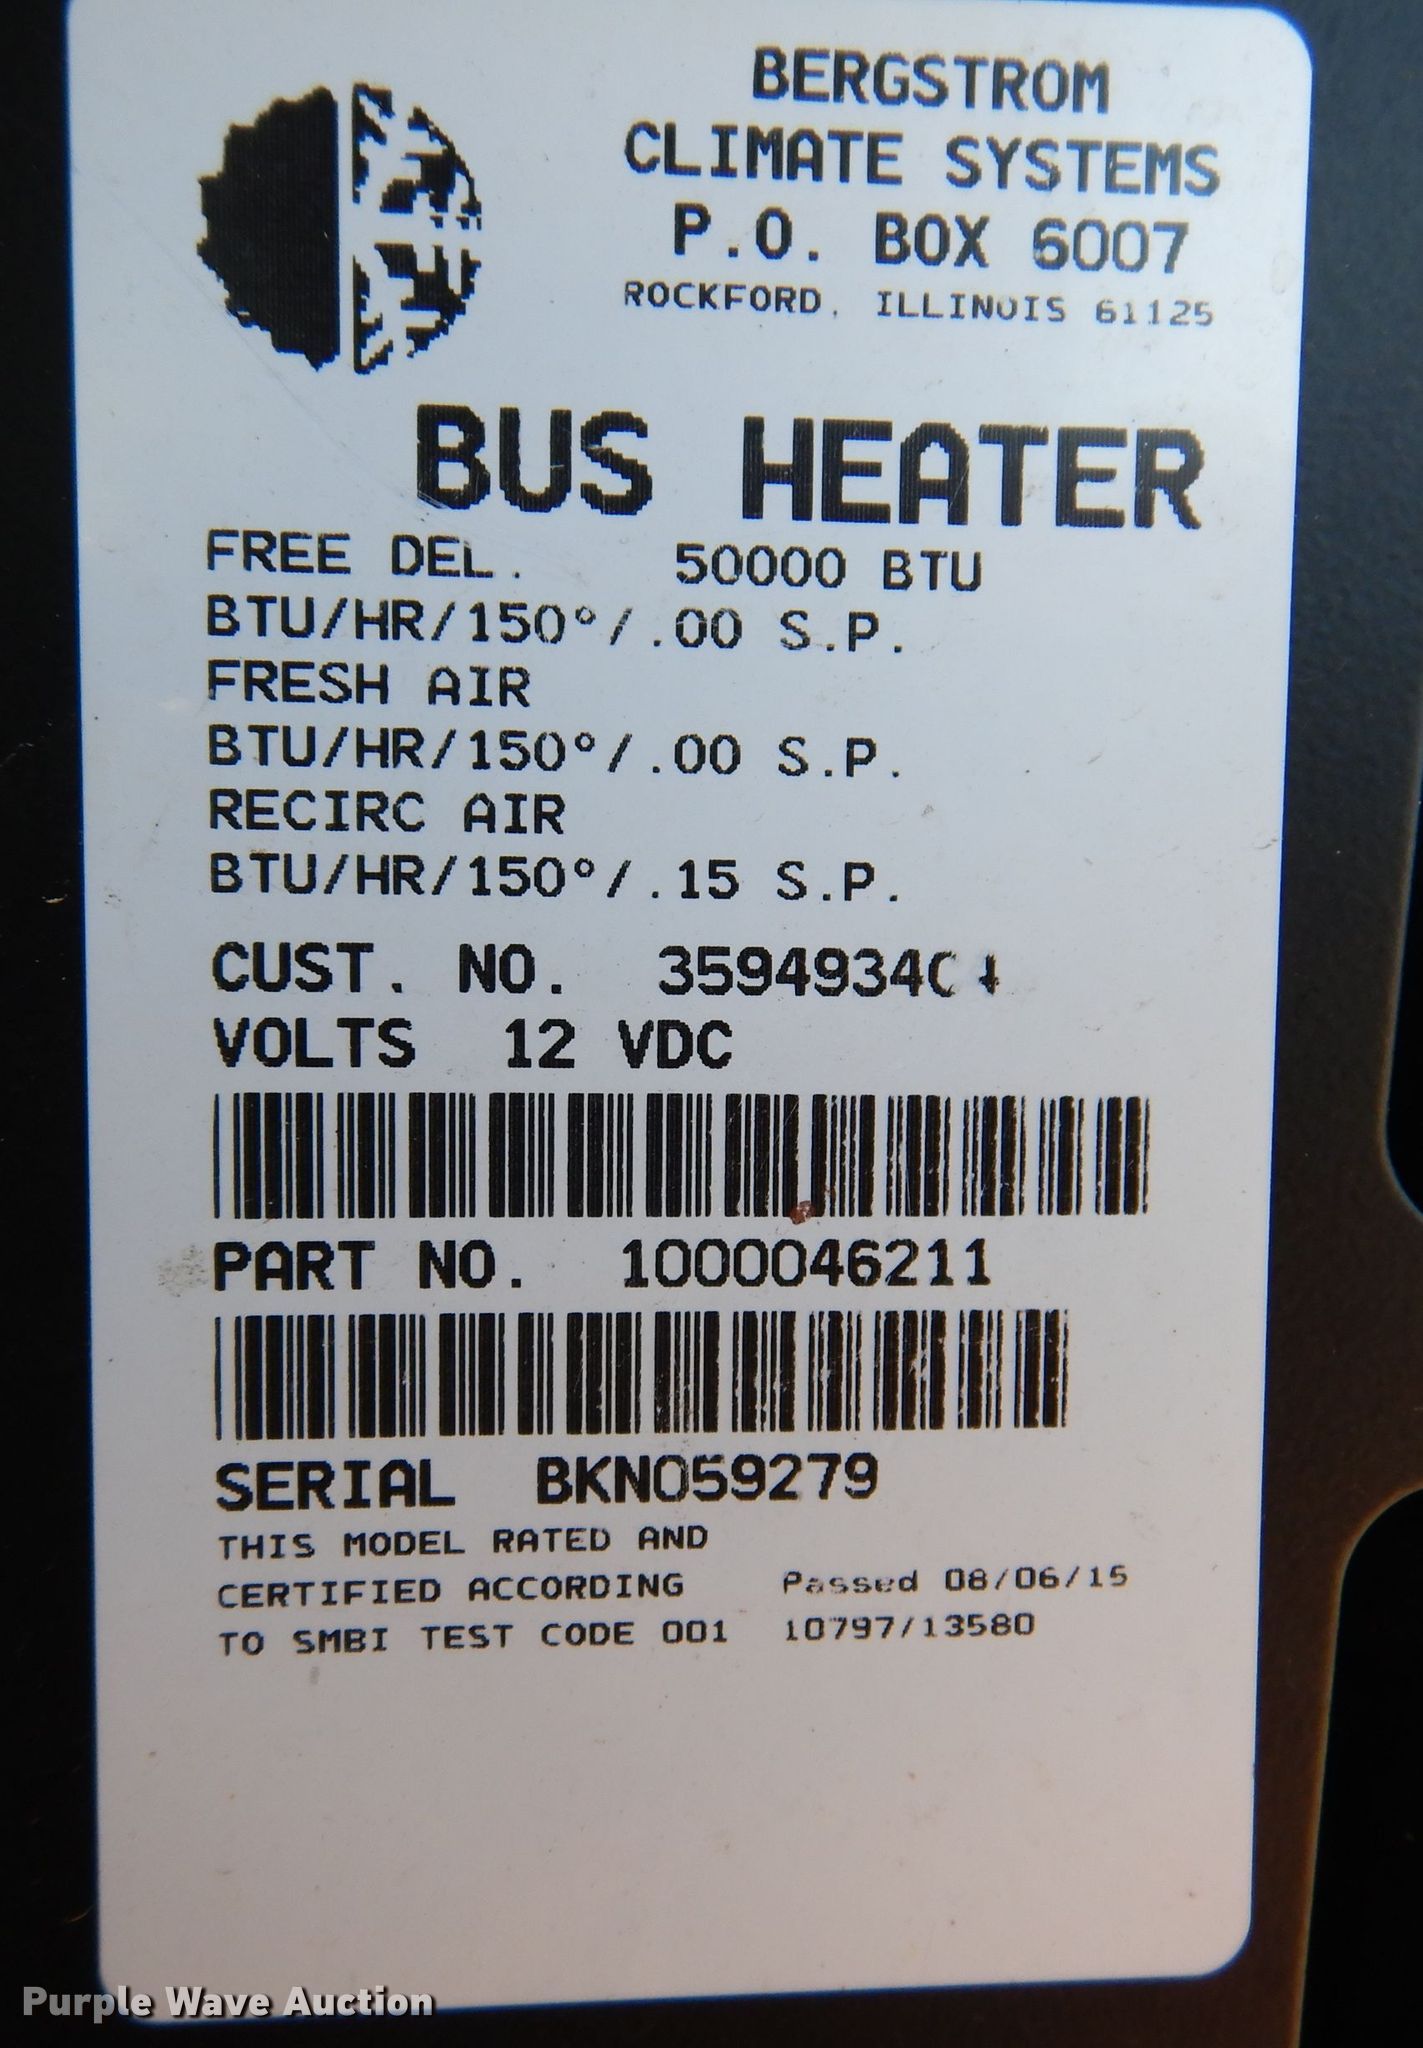 BERGSTROM
CLIMATE SYSTEMS
P.O. BOX 6007
ROCKFORD, ILLINOIS 61125
BUS HEATER
FREE DEL. 50000 BTU
BTU/HR/150°/.00 S.P.
FRESH AIR
BTU/HR/150°/.00 S.P.
RECIRC AIR
BTU/HR/150°/.15 S.P.
CUST. NO.
VOLTS 12 VDC
PART NO. 1000046211
SERIAL BKN059279
THIS MODEL RATED AND
CERTIFIED ACCORDING Passed 08/06/15
TO SMBI TEST CODE 001 10797/13580
Purple Wave Auction